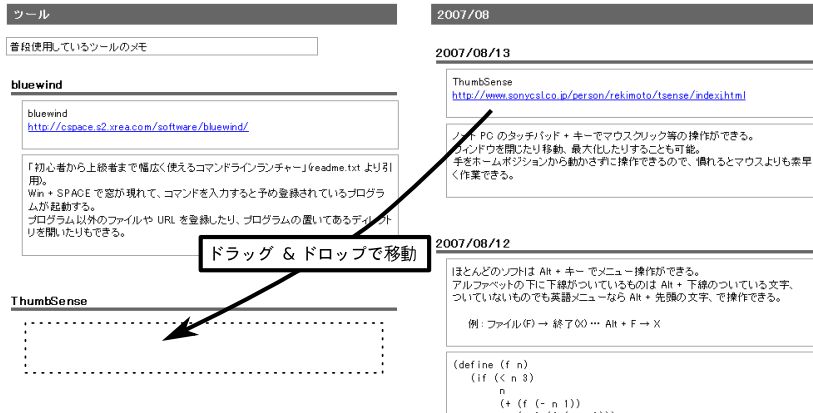 ツール
普段使用しているツールのメモ
bluewind
bluewind
http://cspace.s2.xrea.com/software/bluewind/
「初心者から上級者まで幅広く使えるコマンドラインランチャー」(readme.txt より引
用)。
Win + SPACE で窓が現れて、コマンドを入力すると予め登録されているプログラ
ムが起動する。
プログラム以外のファイルや URL を登録したり、プログラムの置いてあるディレクト
リを開いたりもできる。
ThumbSense
ドラッグ & ドロップで移動
2007/08
2007/08/13
ThumbSense
http://www.sonycsl.co.jp/person/rekimoto/tsense/indexj.html
ノート PC のタッチパッド + キーでマウスクリック等の操作ができる。
ウィンドウを閉じたり移動、最大化したりすることも可能。
手をホームポジションから動かさずに操作できるので、慣れるとマウスよりも素早
く作業できる。
2007/08/12
ほとんどのソフトは Alt + キー でメニュー操作ができる。
アルファベットの下に下線がついているものは Alt + 下線のついている文字、
ついていないものでも英語メニューなら Alt + 先頭の文字、で操作できる。
例 : ファイル(F) → 終了(X) … Alt + F → X
(define (f n)
(if (< n 3)
n
(+ (f (- n 1))